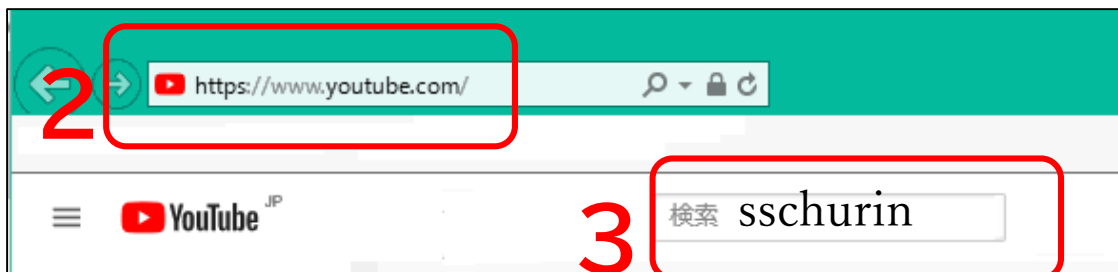 2
https://www.youtube.com/
YouTube JP
3
検索 sschurin